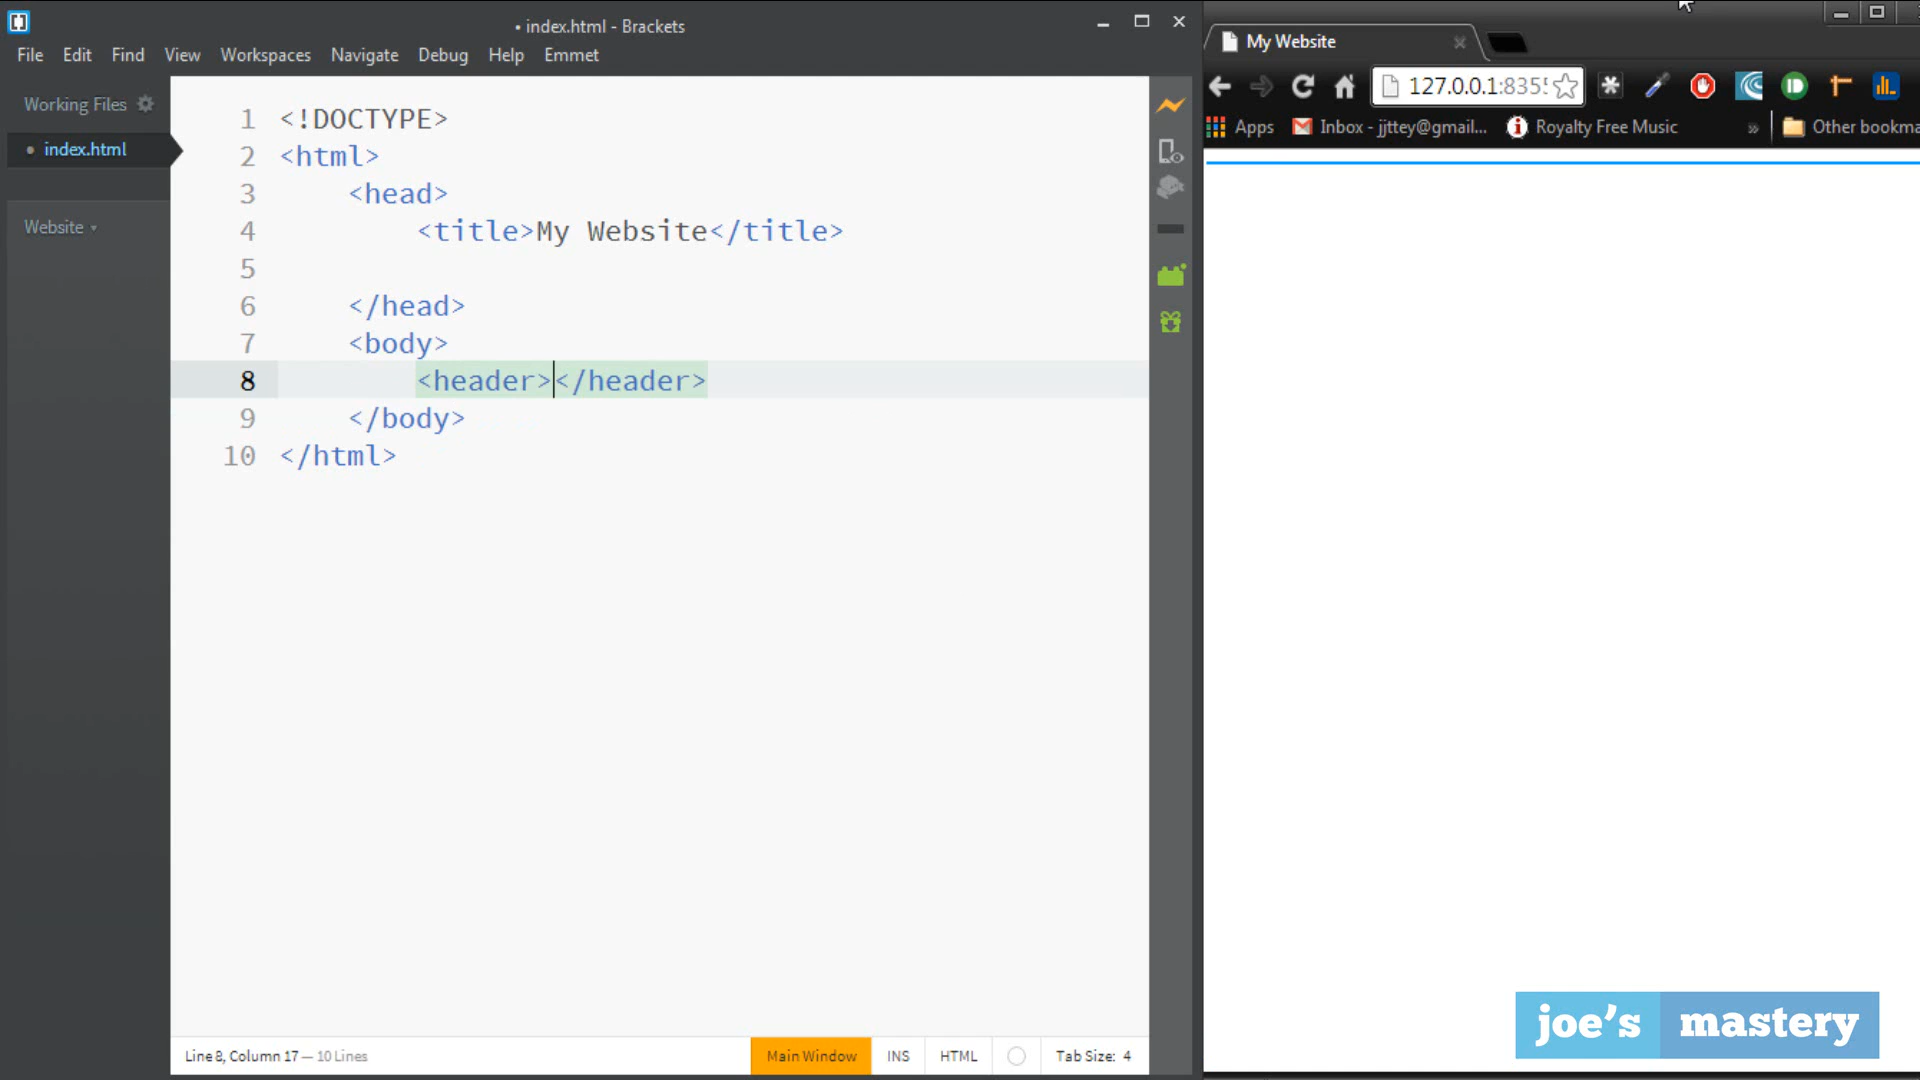 • index.html - Brackets
File Edit Find View Workspaces Navigate Debug Help Emmet
Working Files
• index.html
Website
1 <!DOCTYPE>
2 <html>
3 <head>
4 <title>My Website</title>
5
6 </head>
7 <body>
8 <header></header>
9 </body>
10 </html>
Line 8, Column 17 — 10 Lines
Main Window INS HTML Tab Size: 4
My Website
127.0.0.1:8355
Apps Inbox - jjttey@gmail... Royalty Free Music » Other bookma
joe's mastery